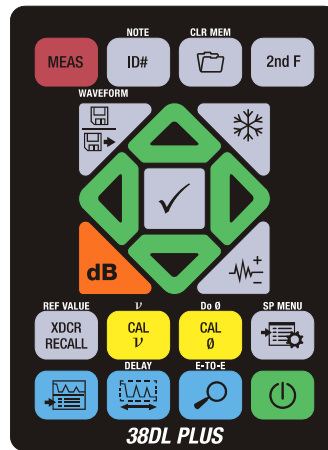 NOTE CLR MEM
MEAS ID# 2nd F
WAVEFORM
dB
REF VALUE ν Do Ø SP MENU
XDCR RECALL CAL ν CAL Ø
DELAY E-TO-E
38DL PLUS